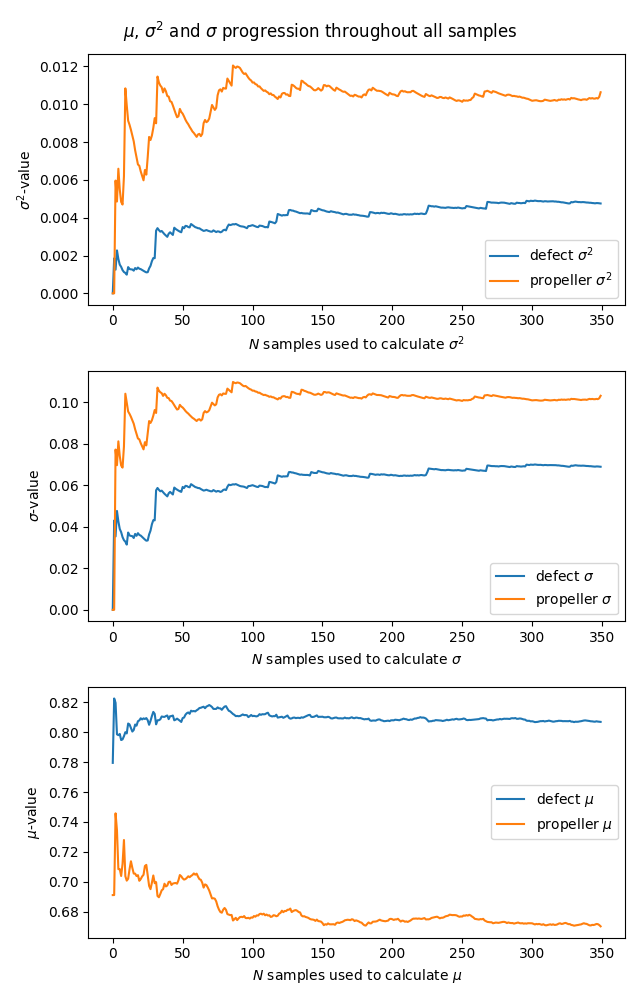 μ, σ² and σ progression throughout all samples
0.012
0.010
0.008
0.006
0.004
0.002
0.000
σ²-value
defect σ²
propeller σ²
0 50 100 150 200 250 300 350
N samples used to calculate σ²
0.10
0.08
0.06
0.04
0.02
0.00
σ-value
defect σ
propeller σ
0 50 100 150 200 250 300 350
N samples used to calculate σ
0.82
0.80
0.78
0.76
0.74
0.72
0.70
0.68
μ-value
defect μ
propeller μ
0 50 100 150 200 250 300 350
N samples used to calculate μ